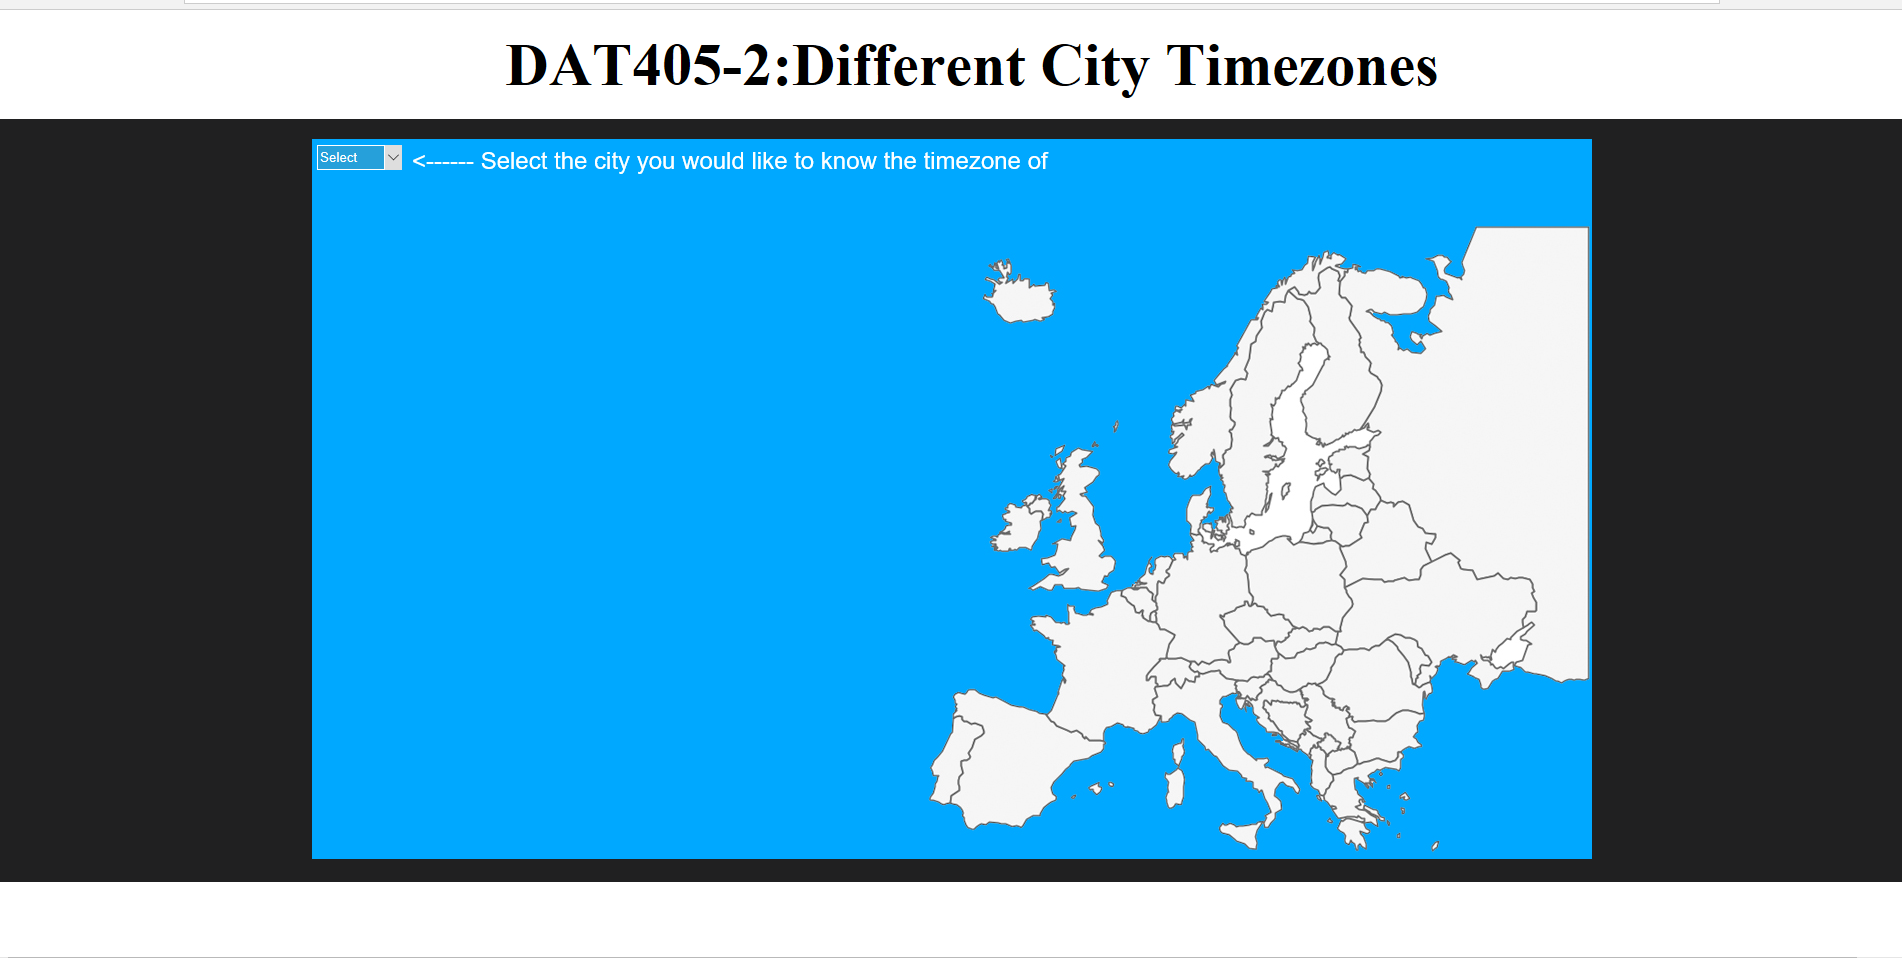 DAT405-2:Different City Timezones
Select <------ Select the city you would like to know the timezone of